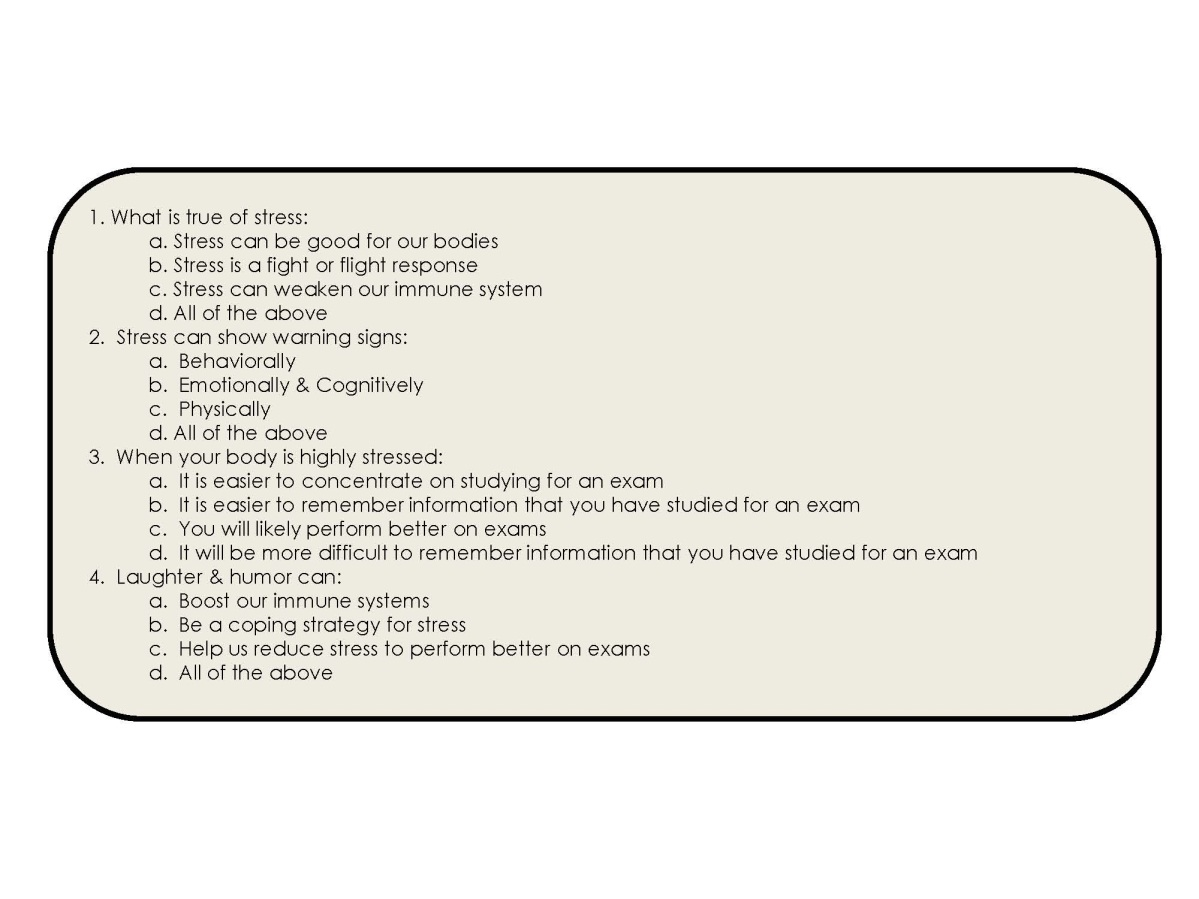 1. What is true of stress:
a. Stress can be good for our bodies
b. Stress is a fight or flight response
c. Stress can weaken our immune system
d. All of the above
2. Stress can show warning signs:
a. Behaviorally
b. Emotionally & Cognitively
c. Physically
d. All of the above
3. When your body is highly stressed:
a. It is easier to concentrate on studying for an exam
b. It is easier to remember information that you have studied for an exam
c. You will likely perform better on exams
d. It will be more difficult to remember information that you have studied for an exam
4. Laughter & humor can:
a. Boost our immune systems
b. Be a coping strategy for stress
c. Help us reduce stress to perform better on exams
d. All of the above